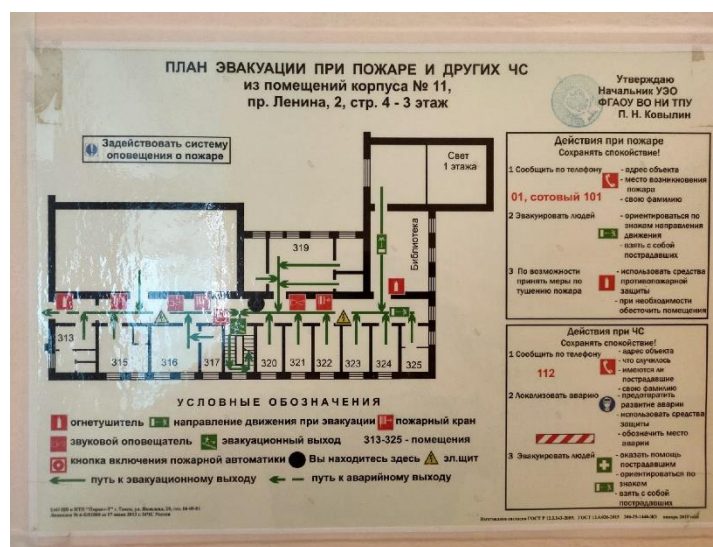 ПЛАН ЭВАКУАЦИИ ПРИ ПОЖАРЕ И ДРУГИХ ЧС
из помещений корпуса № 11,
пр. Ленина, 2, стр. 4 - 3 этаж
Утверждаю
Начальник УЭО
ФГАОУ ВО НИ ТПУ
П. Н. Ковылин
Задействовать систему
оповещения о пожаре
Свет
1 этажа
Библиотека
319
313
315
316
317
320
321
322
323
324
325
УСЛОВНЫЕ ОБОЗНАЧЕНИЯ
огнетушитель
направление движения при эвакуации
пожарный кран
звуковой оповещатель
эвакуационный выход
313-325 - помещения
кнопка включения пожарной автоматики
Вы находитесь здесь
эл.щит
путь к эвакуационному выходу
путь к аварийному выходу
Действия при пожаре
Сохранять спокойствие!
1 Сообщить по телефону
01, сотовый 101
- адрес объекта
- место возникновения
пожара
- свою фамилию
2 Эвакуировать людей
- ориентироваться по
знакам направления
движения
- взять с собой
пострадавших
3 По возможности
принять меры по
тушению пожара
- использовать средства
противопожарной
защиты
- при необходимости
обесточить помещения
Действия при ЧС
Сохранять спокойствие!
1 Сообщить по телефону
112
- адрес объекта
- что случилось
- имеются ли
пострадавшие
- свою фамилию
2 Локализовать аварию
- предотвратить
развитие аварии
- использовать средства
защиты
- обозначить место
аварии
3 Эвакуировать людей
- оказать помощь
пострадавшим
- ориентироваться по
знакам
- взять с собой
пострадавших